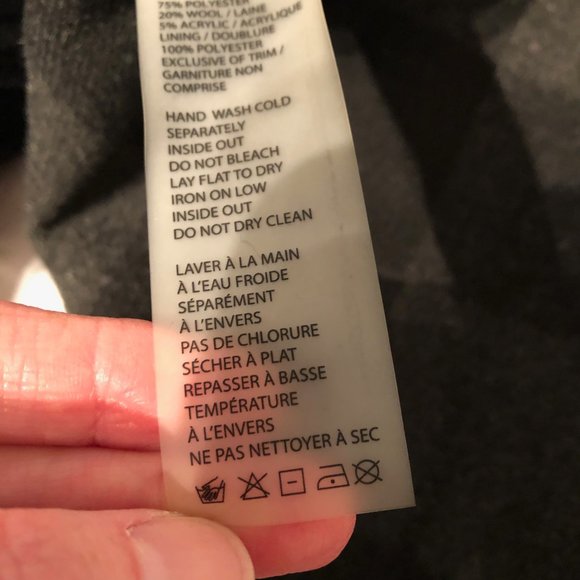 75% POLYESTER
20% WOOL / LAINE
5% ACRYLIC / ACRYLIQUE
LINING / DOUBLURE
100% POLYESTER
EXCLUSIVE OF TRIM /
GARNITURE NON
COMPRISE
HAND WASH COLD
SEPARATELY
INSIDE OUT
DO NOT BLEACH
LAY FLAT TO DRY
IRON ON LOW
INSIDE OUT
DO NOT DRY CLEAN
LAVER À LA MAIN
À L'EAU FROIDE
SÉPARÉMENT
À L'ENVERS
PAS DE CHLORURE
SÉCHER À PLAT
REPASSER À BASSE
TEMPÉRATURE
À L'ENVERS
NE PAS NETTOYER À SEC